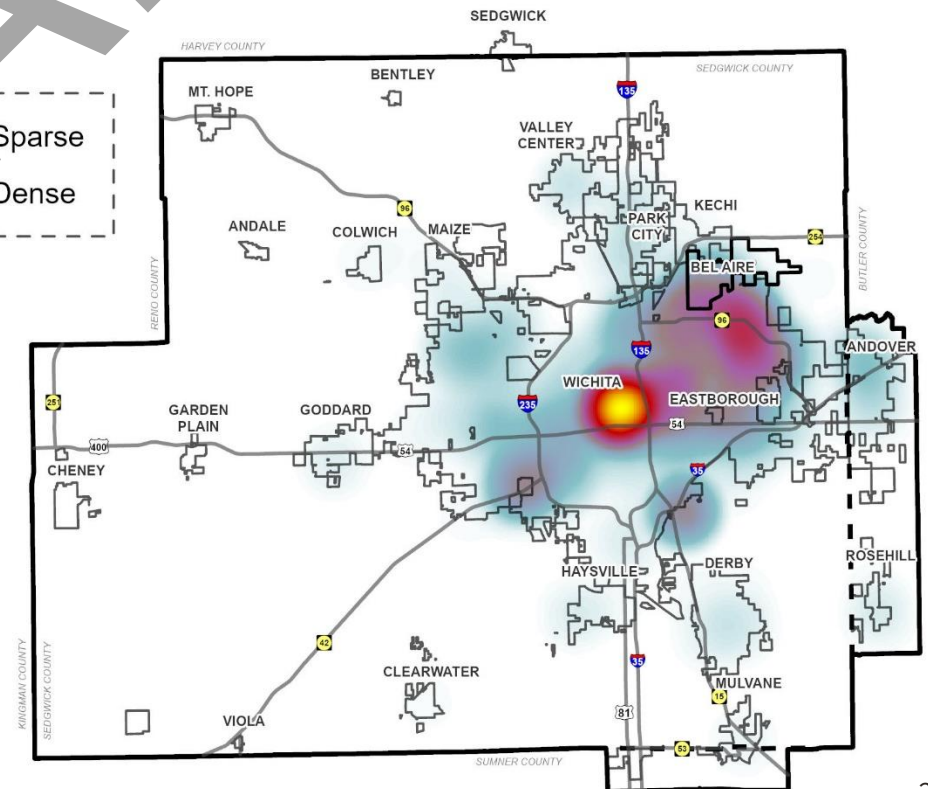 SEDGWICK
HARVEY COUNTY
SEDGWICK COUNTY
BENTLEY
MT. HOPE
135
Sparse
Dense
VALLEY
CENTER
96
KECHI
PARK
CITY
ANDALE
COLWICH
MAIZE
254
BEL AIRE
BUTLER COUNTY
RENO COUNTY
96
135
ANDOVER
WICHITA
251
235
EASTBOROUGH
GARDEN
PLAIN
GODDARD
54
400
54
CHENEY
35
HAYSVILLE
DERBY
ROSEHILL
42
KINGMAN COUNTY
SEDGWICK COUNTY
35
CLEARWATER
MULVANE
15
81
VIOLA
53
SUMNER COUNTY